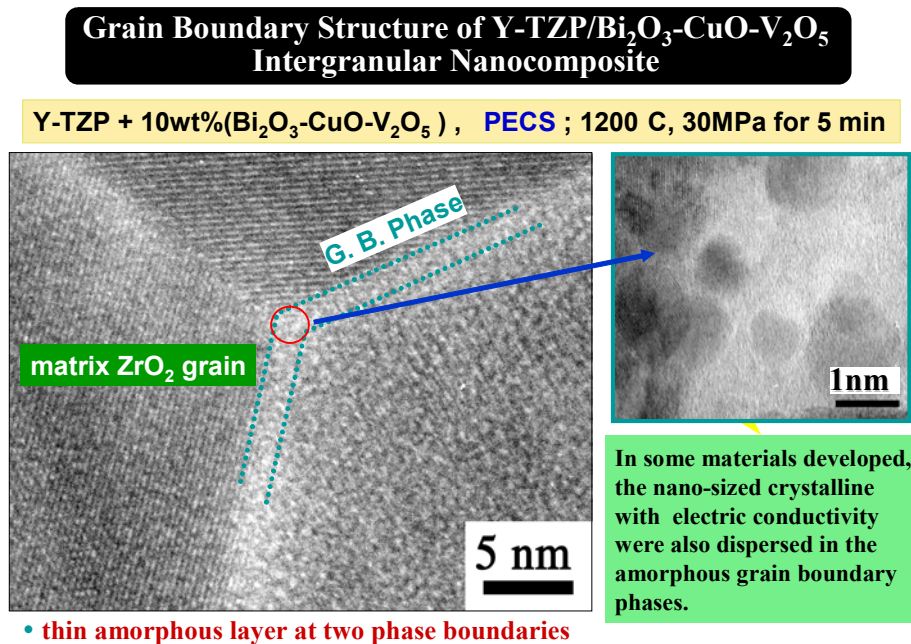 Grain Boundary Structure of Y-TZP/Bi₂O₃-CuO-V₂O₅
Intergranular Nanocomposite
Y-TZP + 10wt%(Bi₂O₃-CuO-V₂O₅ ) , PECS ; 1200 C, 30MPa for 5 min
G. B. Phase
matrix ZrO₂ grain
5 nm
1nm
In some materials developed,
the nano-sized crystalline
with electric conductivity
were also dispersed in the
amorphous grain boundary
phases.
• thin amorphous layer at two phase boundaries